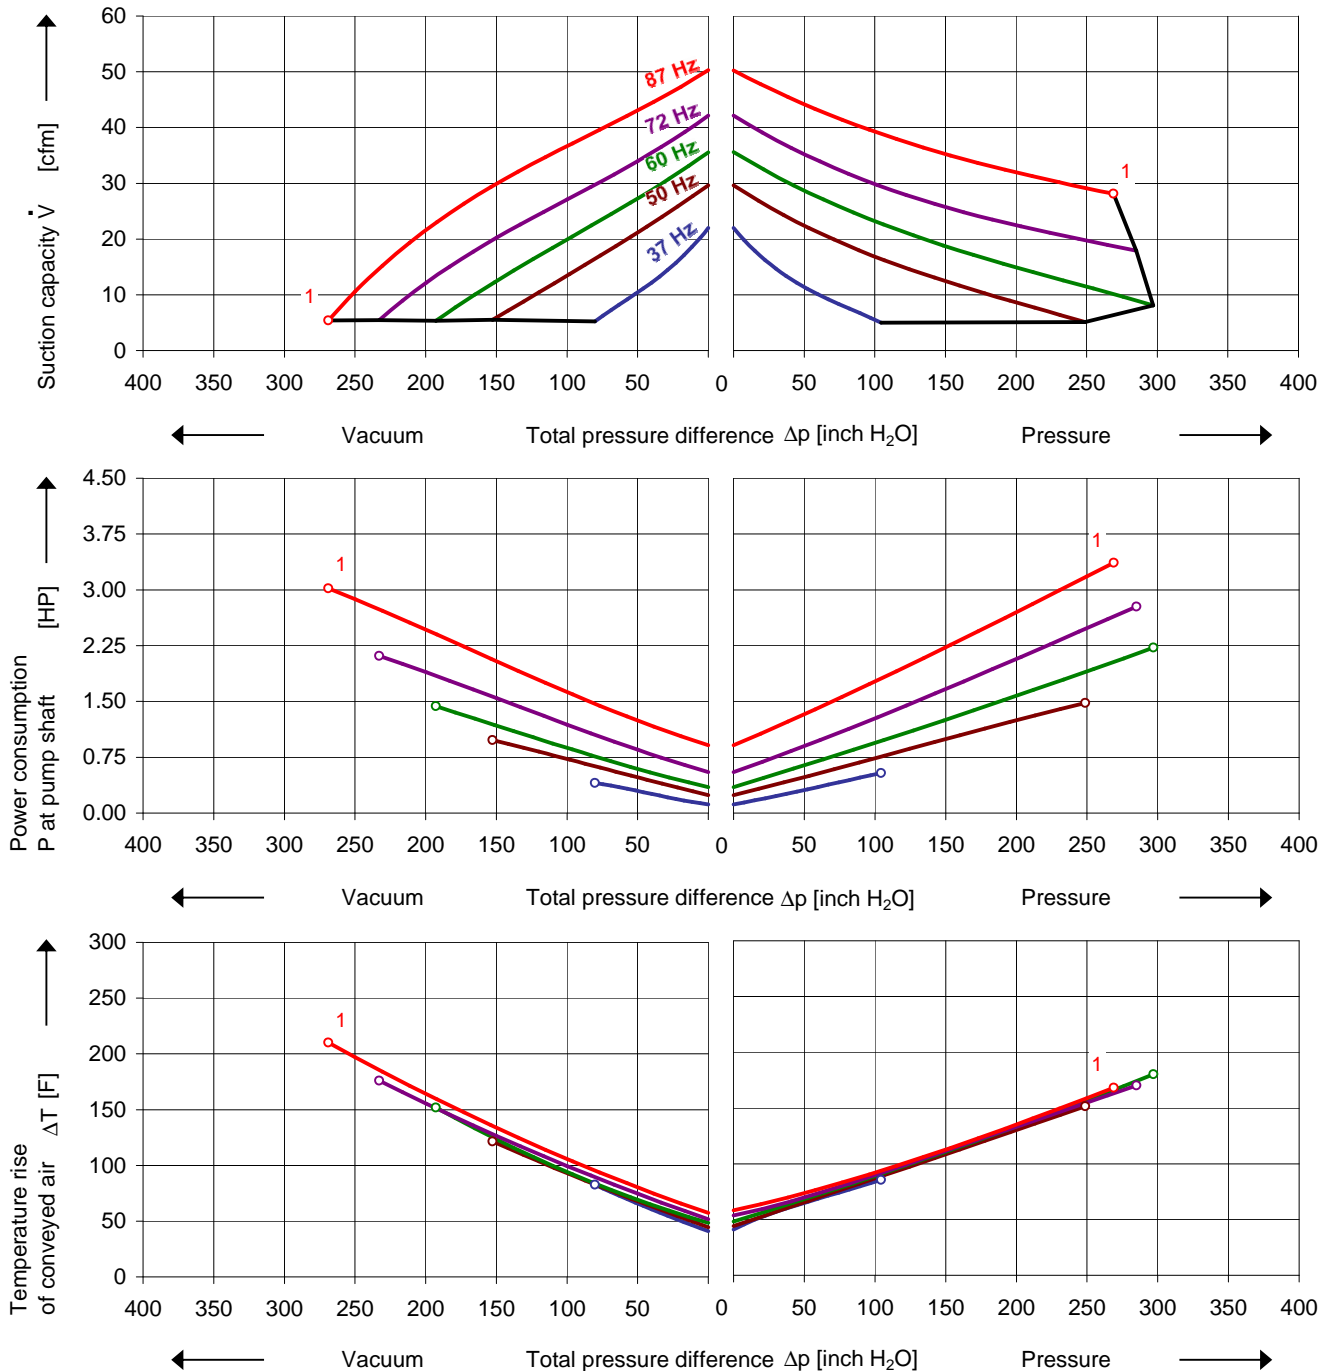 Suction capacity V̇ [cfm]
60
50
40
30
20
10
0
87 Hz
72 Hz
60 Hz
50 Hz
37 Hz
1
1
400 350 300 250 200 150 100 50 0 50 100 150 200 250 300 350 400
Vacuum Total pressure difference Δp [inch H₂O] Pressure
Power consumption
P at pump shaft [HP]
4.50
3.75
3.00
2.25
1.50
0.75
0.00
1
1
400 350 300 250 200 150 100 50 0 50 100 150 200 250 300 350 400
Vacuum Total pressure difference Δp [inch H₂O] Pressure
Temperature rise
of conveyed air ΔT [F]
300
250
200
150
100
50
0
1
1
400 350 300 250 200 150 100 50 0 50 100 150 200 250 300 350 400
Vacuum Total pressure difference Δp [inch H₂O] Pressure